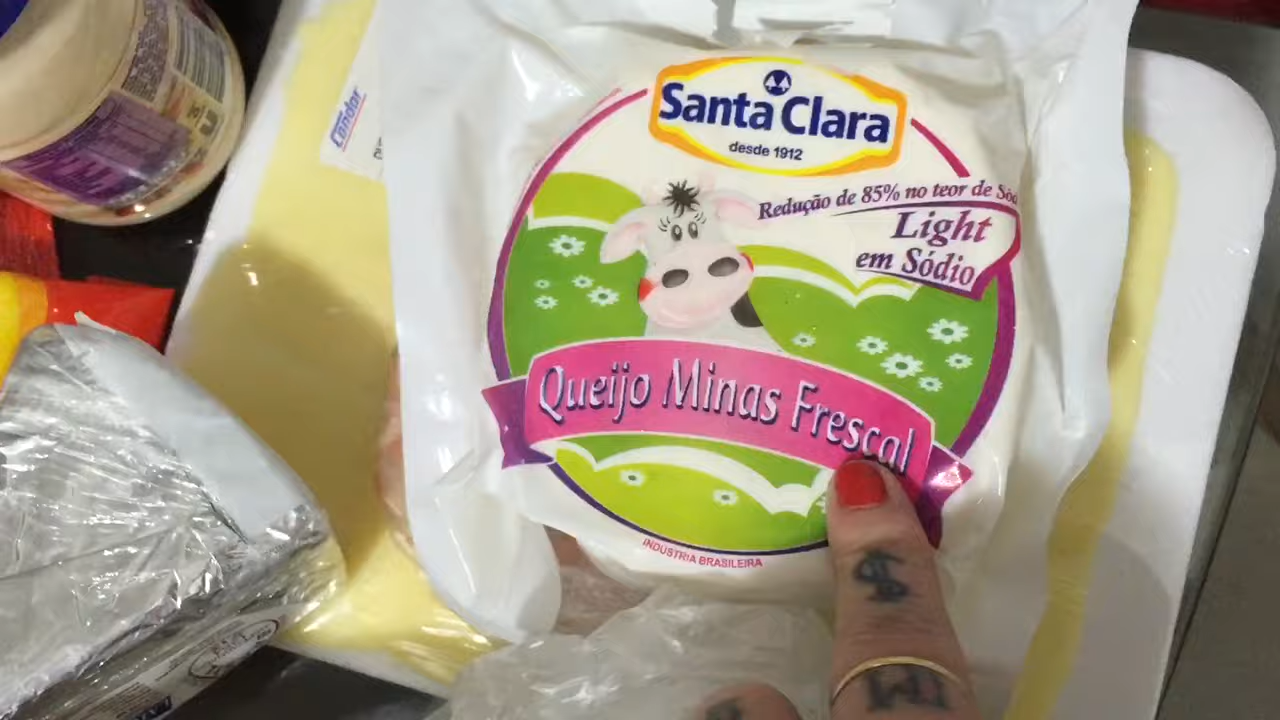 Santa Clara
desde 1912
Condor
Redução de 85% no teor de Sód
Light
em Sódio
Queijo Minas Frescal
INDÚSTRIA BRASILEIRA
$